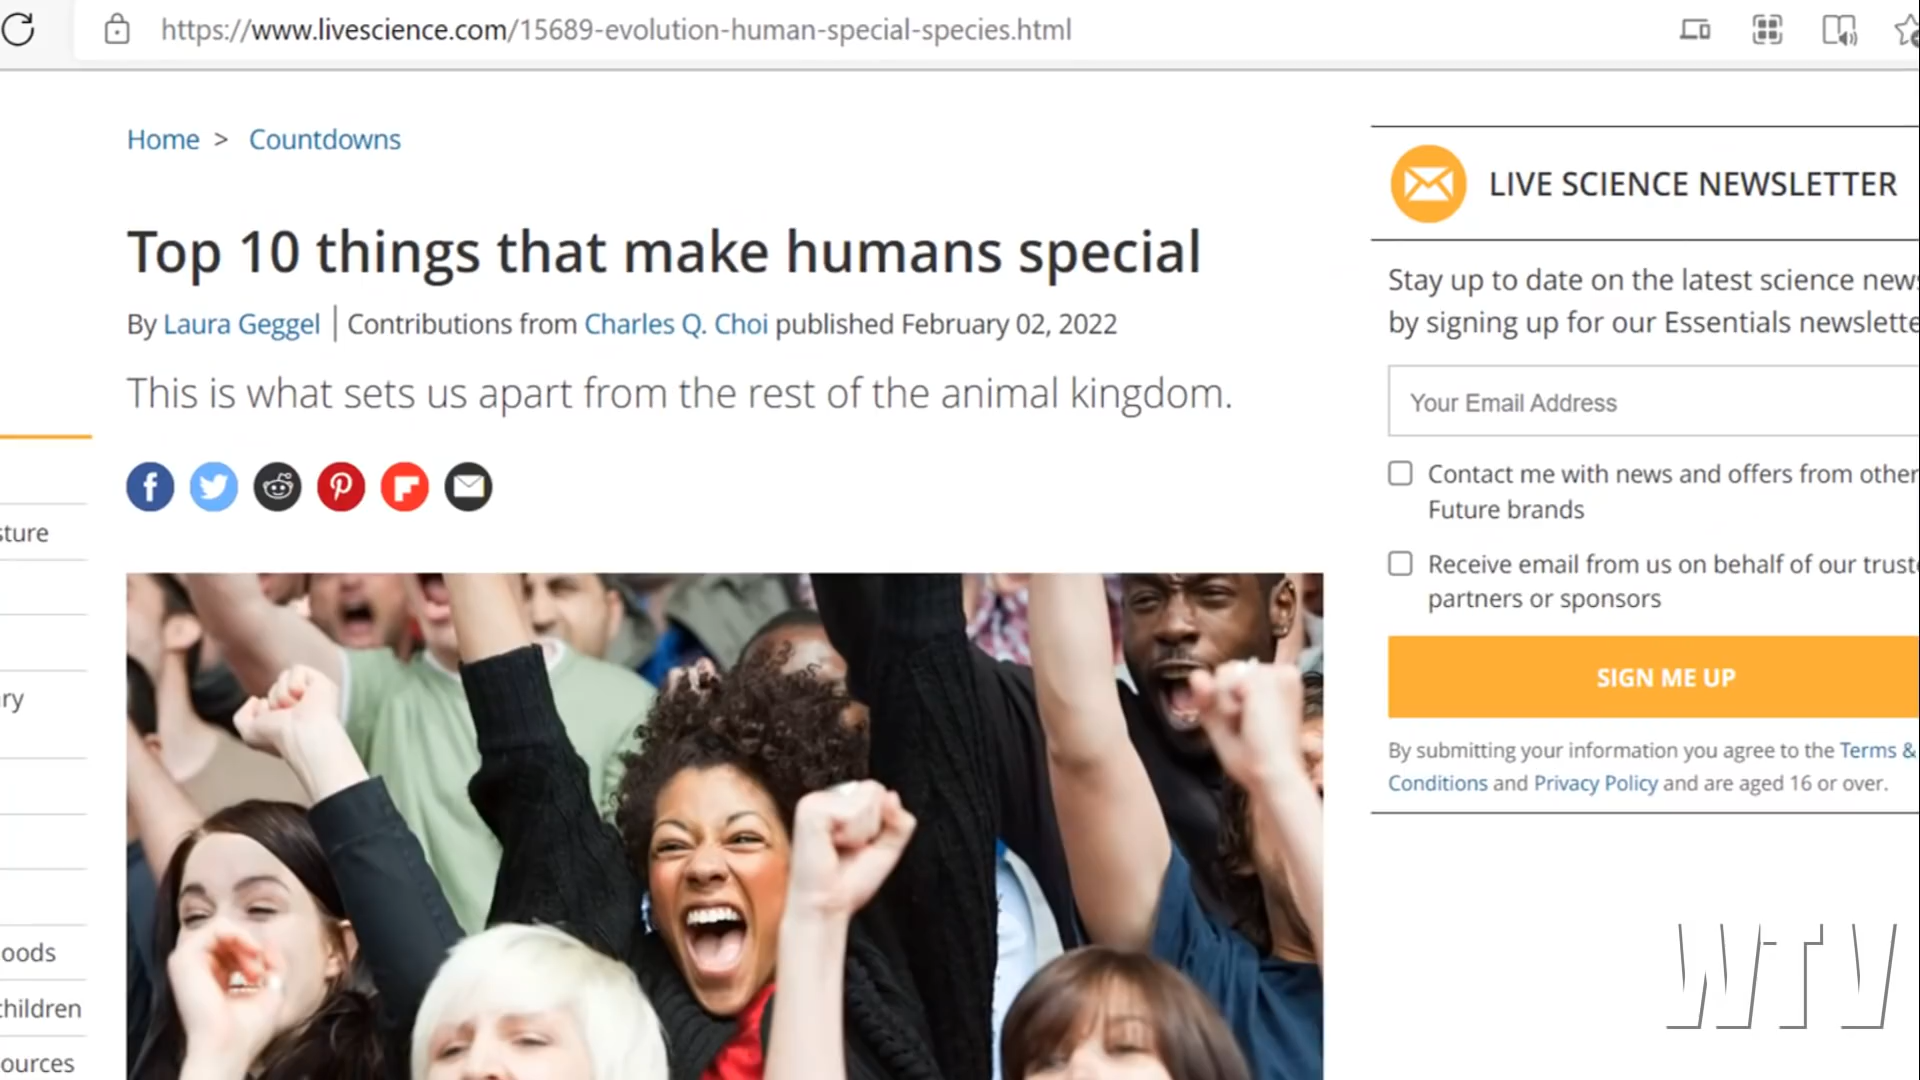 https://www.livescience.com/15689-evolution-human-special-species.html
Home > Countdowns
Top 10 things that make humans special
By Laura Geggel | Contributions from Charles Q. Choi published February 02, 2022
This is what sets us apart from the rest of the animal kingdom.
LIVE SCIENCE NEWSLETTER
Stay up to date on the latest science news
by signing up for our Essentials newslette
Your Email Address
Contact me with news and offers from other
Future brands
Receive email from us on behalf of our trust
partners or sponsors
SIGN ME UP
By submitting your information you agree to the Terms &
Conditions and Privacy Policy and are aged 16 or over.
sture
ry
oods
children
ources
WTV